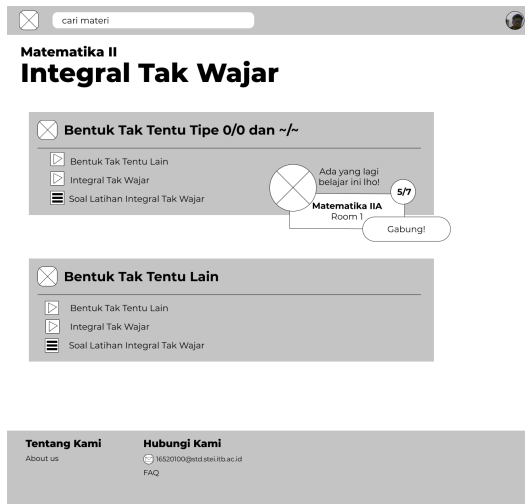 cari materi
Matematika II
Integral Tak Wajar
Bentuk Tak Tentu Tipe 0/0 dan ~/~
Bentuk Tak Tentu Lain
Integral Tak Wajar
Soal Latihan Integral Tak Wajar
Ada yang lagi
belajar ini lho!
5/7
Matematika IIA
Room 1
Gabung!
Bentuk Tak Tentu Lain
Bentuk Tak Tentu Lain
Integral Tak Wajar
Soal Latihan Integral Tak Wajar
Tentang Kami
About us
Hubungi Kami
16520100@std.stei.itb.ac.id
FAQ